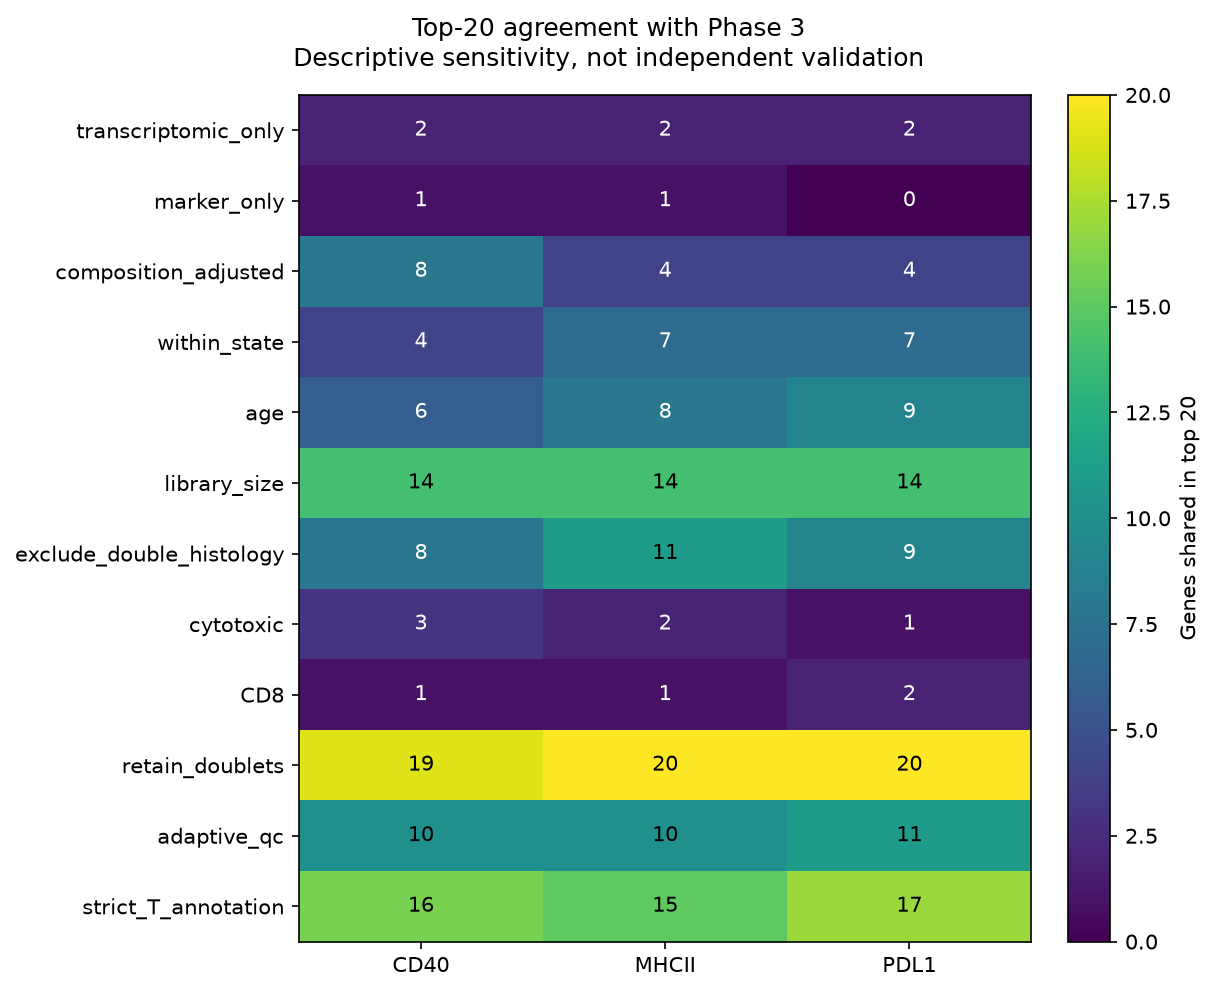 Top-20 agreement with Phase 3
Descriptive sensitivity, not independent validation
transcriptomic_only 2 2 2
marker_only 1 1 0
composition_adjusted 8 4 4
within_state 4 7 7
age 6 8 9
library_size 14 14 14
exclude_double_histology 8 11 9
cytotoxic 3 2 1
CD8 1 1 2
retain_doublets 19 20 20
adaptive_qc 10 10 11
strict_T_annotation 16 15 17
CD40 MHCII PDL1
20.0
17.5
15.0
12.5
10.0
7.5
5.0
2.5
0.0
Genes shared in top 20